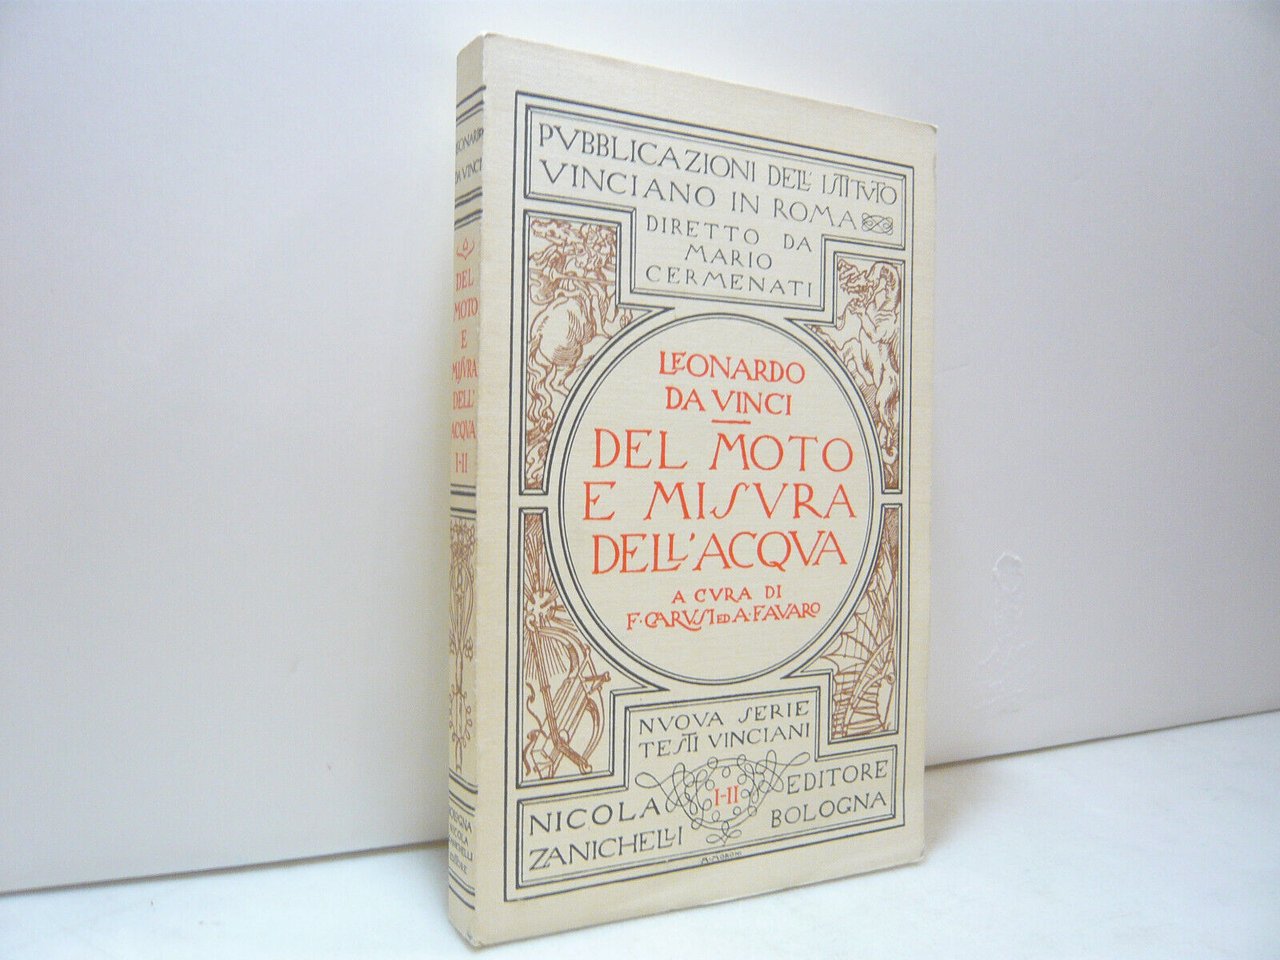 PVBBLICAZIONI DELL' ISTITVTO
VINCIANO IN ROMA
DIRETTO DA
MARIO
CERMENATI
LEONARDO
DA VINCI
DEL MOTO
E MISVRA
DELL'ACQVA
A CVRA DI
F. CARVSI ED A. FAVARO
NVOVA SERIE
TESTI VINCIANI
I-II
NICOLA
ZANICHELLI
EDITORE
BOLOGNA
M. MORONI
LEONARDO
DA VINCI
DEL
MOTO
E
MISVRA
DELL'
ACQVA
I-II
BOLOGNA
NICOLA
ZANICHELLI
EDITORE